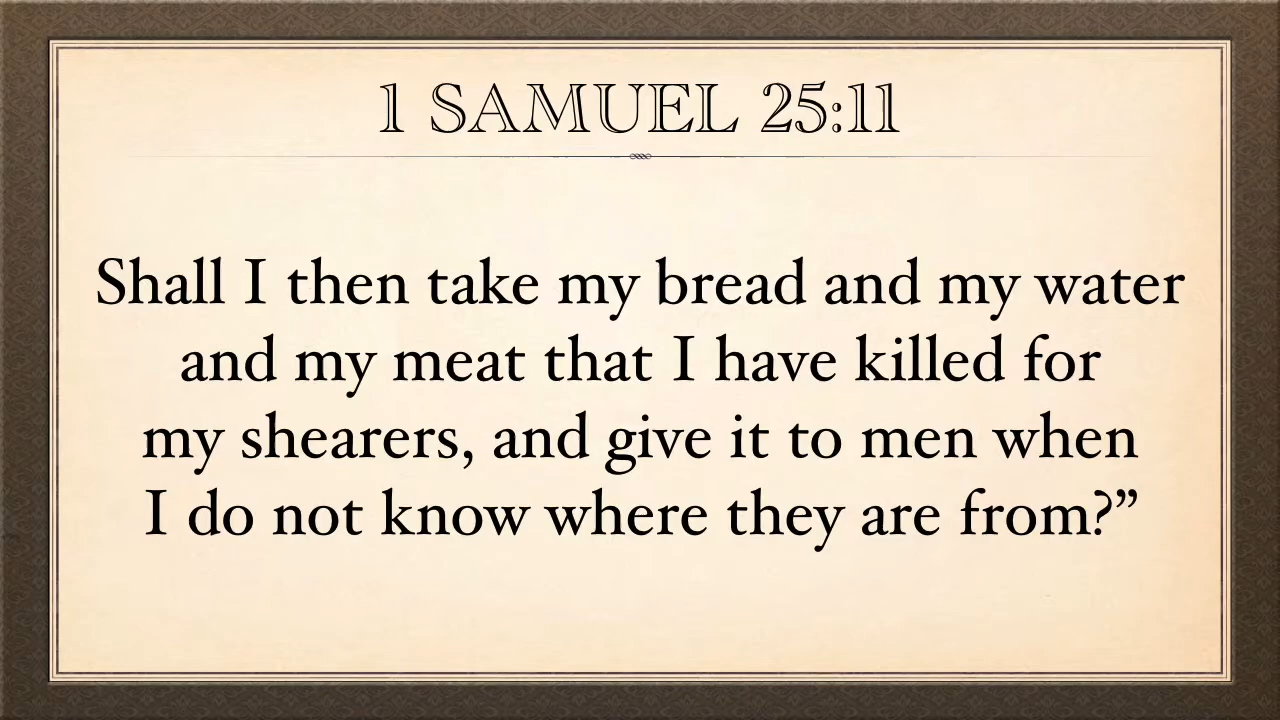 1 SAMUEL 25:11
Shall I then take my bread and my water
and my meat that I have killed for
my shearers, and give it to men when
I do not know where they are from?”